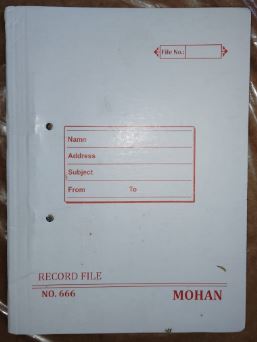 File No.:
Name
Address
Subject
From To
RECORD FILE
NO. 666 MOHAN